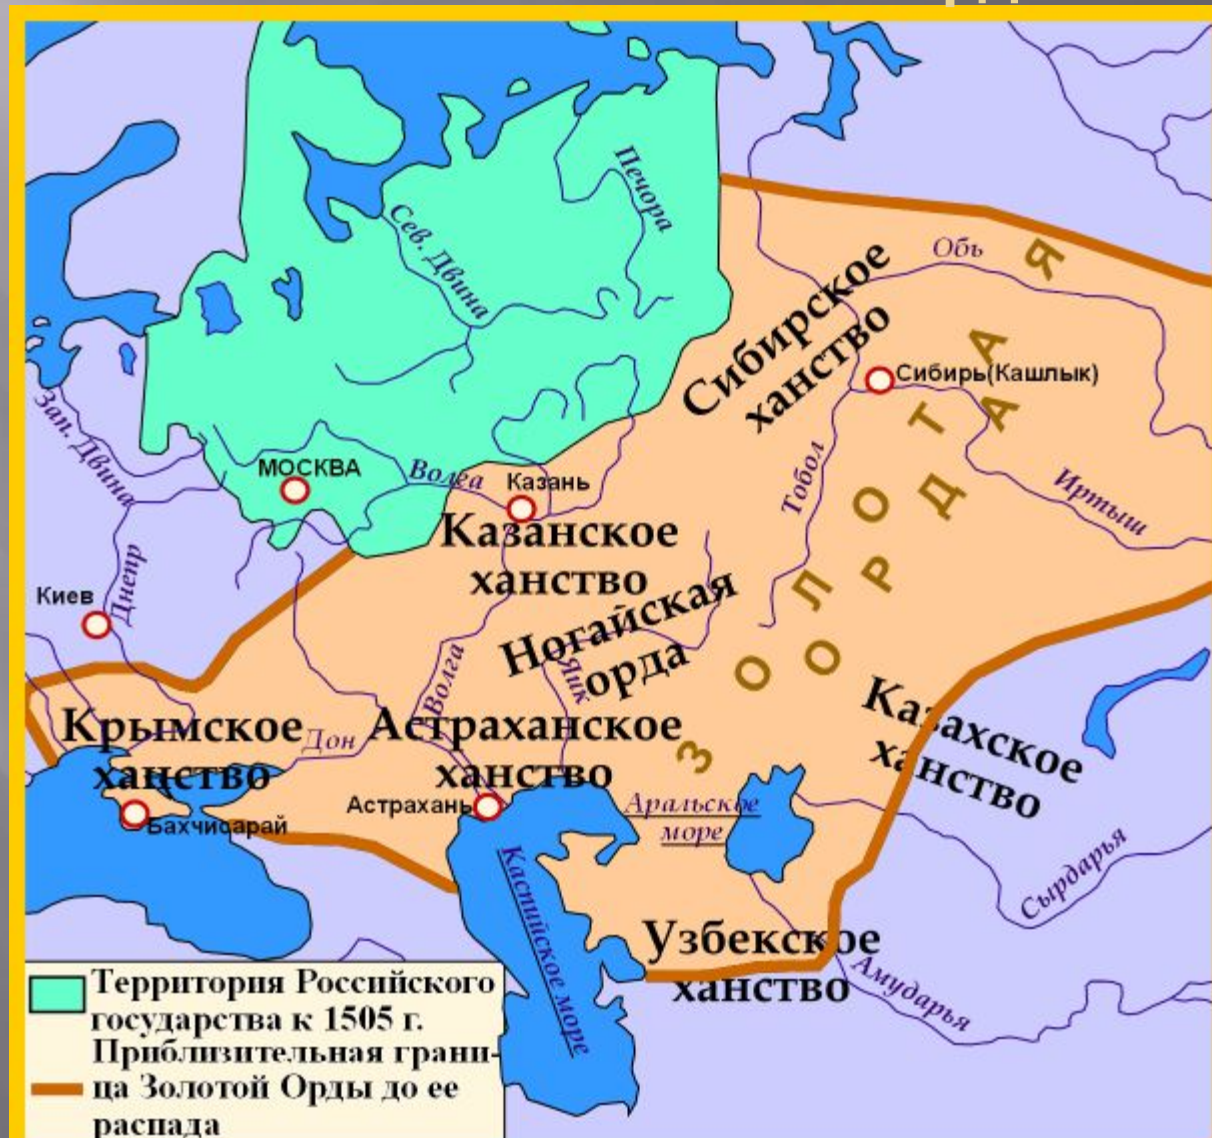 Печора
Сев. Двина
Обь
Сибирское
ханство
Сибирь(Кашлык)
Зап. Двина
МОСКВА
Волга
Казань
Тобол
Иртыш
Казанское
ханство
Киев
Днепр
Ногайская
орда
Яик
Волга
ЗОЛОТАЯ
ОРДА
Крымское
ханство
Дон
Астраханское
ханство
Казахское
ханство
Бахчисарай
Астрахань
Аральское
море
Каспийское море
Сырдарья
Узбекское
ханство
Амударья
Территория Российского
государства к 1505 г.
Приблизительная грани-
ца Золотой Орды до ее
распада